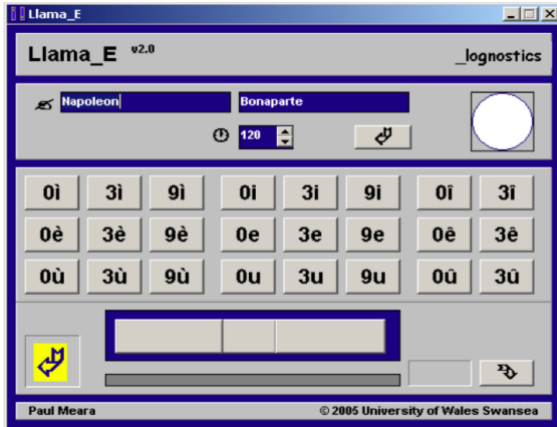 Llama_E
Llama_E v2.0 _lognostics
Napoleon Bonaparte
120
0ì 3ì 9ì 0i 3i 9i 0î 3î
0è 3è 9è 0e 3e 9e 0ê 3ê
0ù 3ù 9ù 0u 3u 9u 0û 3û
Paul Meara © 2005 University of Wales Swansea